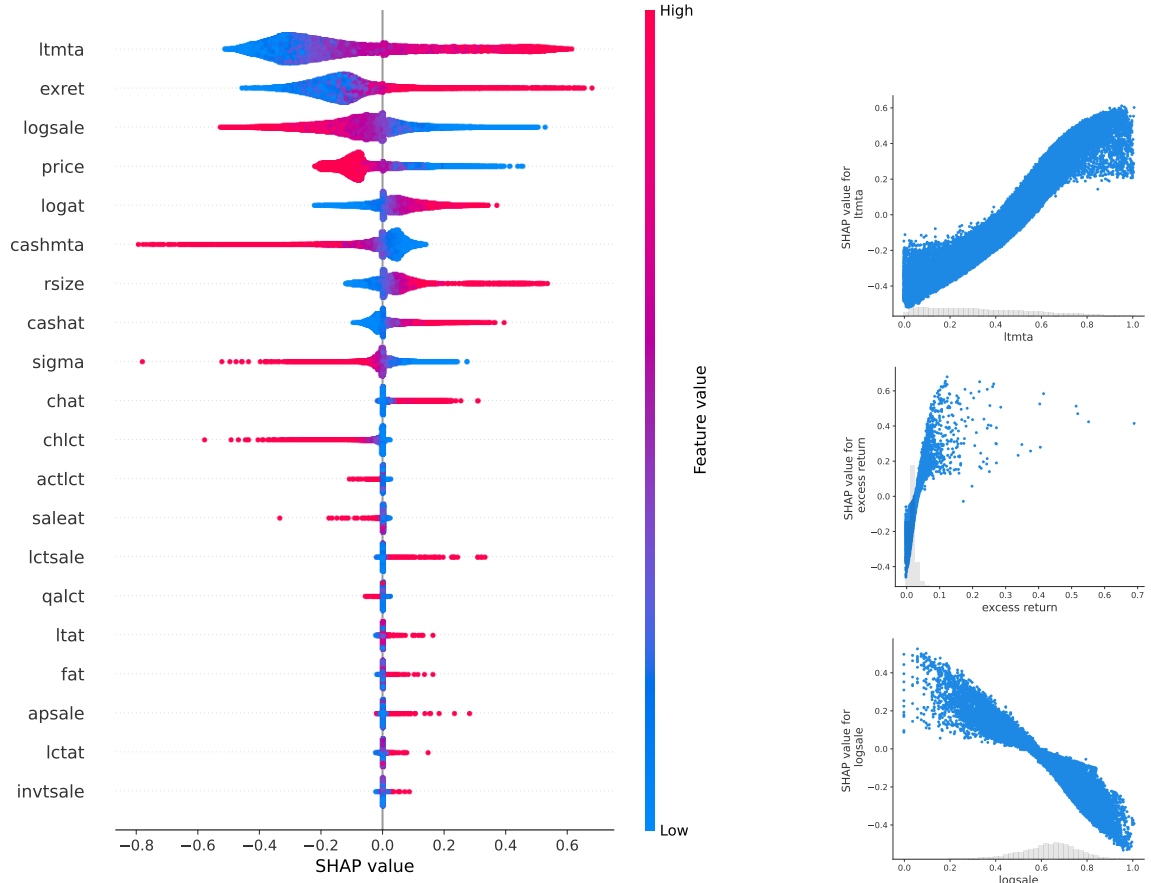 ltmta
exret
logsale
price
logat
cashmta
rsize
cashat
sigma
chat
chlct
actlct
saleat
lctsale
qalct
ltat
fat
apsale
lctat
invtsale
−0.8 −0.6 −0.4 −0.2 0.0 0.2 0.4 0.6
SHAP value
High
Feature value
Low
0.6
0.4
0.2
0.0
−0.2
−0.4
SHAP value for
ltmta
0.0 0.2 0.4 0.6 0.8 1.0
ltmta
0.6
0.4
0.2
0.0
−0.2
−0.4
SHAP value for
excess return
0.0 0.1 0.2 0.3 0.4 0.5 0.6 0.7
excess return
0.4
0.2
0.0
−0.2
−0.4
SHAP value for
logsale
0.0 0.2 0.4 0.6 0.8 1.0
logsale